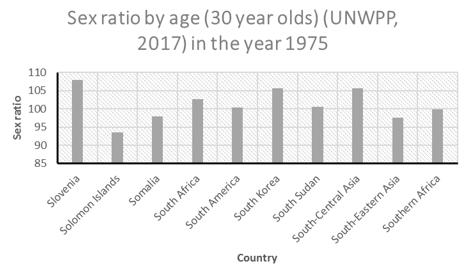 Sex ratio by age (30 year olds) (UNWPP,
2017) in the year 1975
110
105
100
95
90
85
Sex ratio
Slovenia
Solomon Islands
Somalia
South Africa
South America
South Korea
South Sudan
South-Central Asia
South-Eastern Asia
Southern Africa
Country